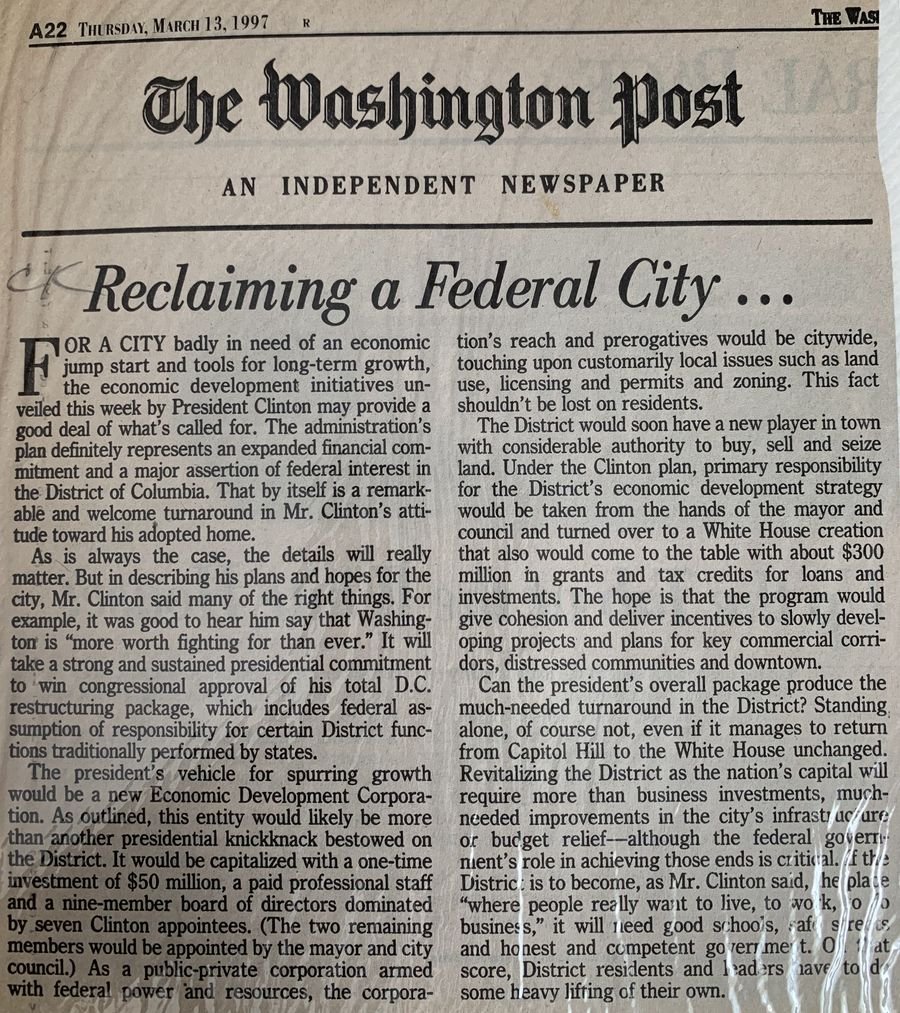 A22 THURSDAY, MARCH 13, 1997 R THE WAS
The Washington Post
AN INDEPENDENT NEWSPAPER
CK
Reclaiming a Federal City ...
FOR A CITY badly in need of an economic
jump start and tools for long-term growth,
the economic development initiatives un-
veiled this week by President Clinton may provide a
good deal of what's called for. The administration's
plan definitely represents an expanded financial com-
mitment and a major assertion of federal interest in
the District of Columbia. That by itself is a remark-
able and welcome turnaround in Mr. Clinton's atti-
tude toward his adopted home.
As is always the case, the details will really
matter. But in describing his plans and hopes for the
city, Mr. Clinton said many of the right things. For
example, it was good to hear him say that Washing-
ton is “more worth fighting for than ever.” It will
take a strong and sustained presidential commitment
to win congressional approval of his total D.C.
restructuring package, which includes federal as-
sumption of responsibility for certain District func-
tions traditionally performed by states.
The president's vehicle for spurring growth
would be a new Economic Development Corpora-
tion. As outlined, this entity would likely be more
than another presidential knickknack bestowed on
the District. It would be capitalized with a one-time
investment of $50 million, a paid professional staff
and a nine-member board of directors dominated
by seven Clinton appointees. (The two remaining
members would be appointed by the mayor and city
council.) As a public-private corporation armed
with federal power and resources, the corpora-
tion's reach and prerogatives would be citywide,
touching upon customarily local issues such as land
use, licensing and permits and zoning. This fact
shouldn't be lost on residents.
The District would soon have a new player in town
with considerable authority to buy, sell and seize
land. Under the Clinton plan, primary responsibility
for the District's economic development strategy
would be taken from the hands of the mayor and
council and turned over to a White House creation
that also would come to the table with about $300
million in grants and tax credits for loans and
investments. The hope is that the program would
give cohesion and deliver incentives to slowly devel-
oping projects and plans for key commercial corri-
dors, distressed communities and downtown.
Can the president's overall package produce the
much-needed turnaround in the District? Standing
alone, of course not, even if it manages to return
from Capitol Hill to the White House unchanged.
Revitalizing the District as the nation's capital will
require more than business investments, much-
needed improvements in the city's infrastructure
or budget relief—although the federal govern-
ment's role in achieving those ends is critical. If the
District is to become, as Mr. Clinton said, the place
“where people really want to live, to work, to do
business,” it will need good schools, safe streets
and honest and competent government. On that
score, District residents and leaders have to do
some heavy lifting of their own.